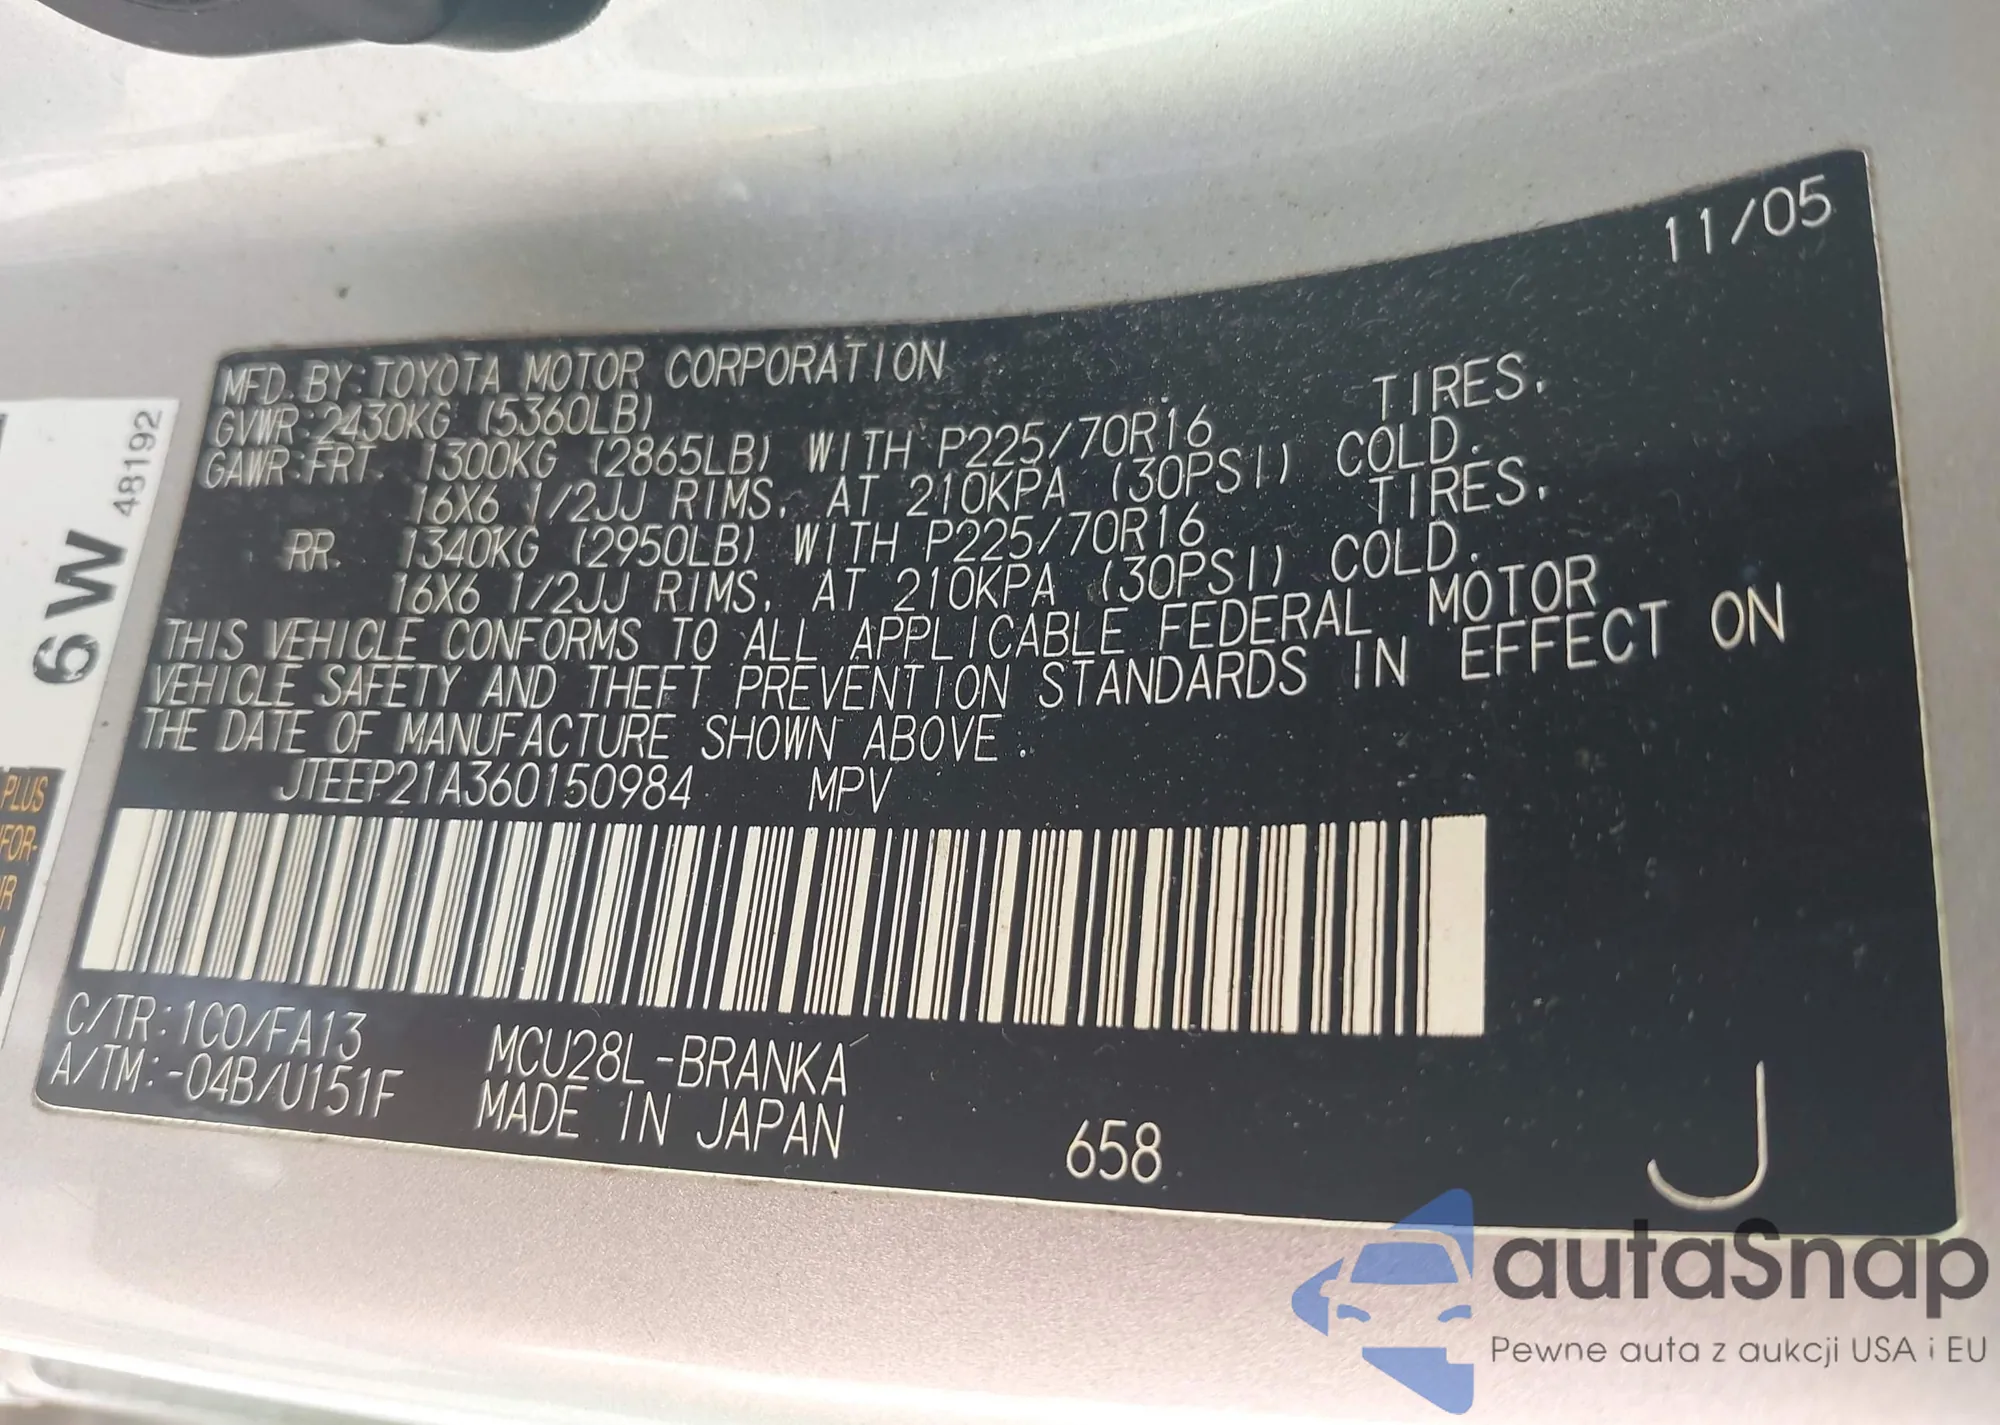 11/05
MFD. BY: TOYOTA MOTOR CORPORATION
GVWR: 2430KG (5360LB)
GAWR: FRT. 1300KG (2865LB) WITH P225/70R16 TIRES,
16X6 1/2JJ RIMS, AT 210KPA (30PSI) COLD.
RR. 1340KG (2950LB) WITH P225/70R16 TIRES,
16X6 1/2JJ RIMS, AT 210KPA (30PSI) COLD.
THIS VEHICLE CONFORMS TO ALL APPLICABLE FEDERAL MOTOR
VEHICLE SAFETY AND THEFT PREVENTION STANDARDS IN EFFECT ON
THE DATE OF MANUFACTURE SHOWN ABOVE.
JTEEP21A360150984 MPV
C/TR: 1C0/FA13 MCU28L-BRANKA
A/TM: -04B/U151F MADE IN JAPAN 658 J
6W 48192
PLUS
FOR-
autaSnap
Pewne auta z aukcji USA i EU